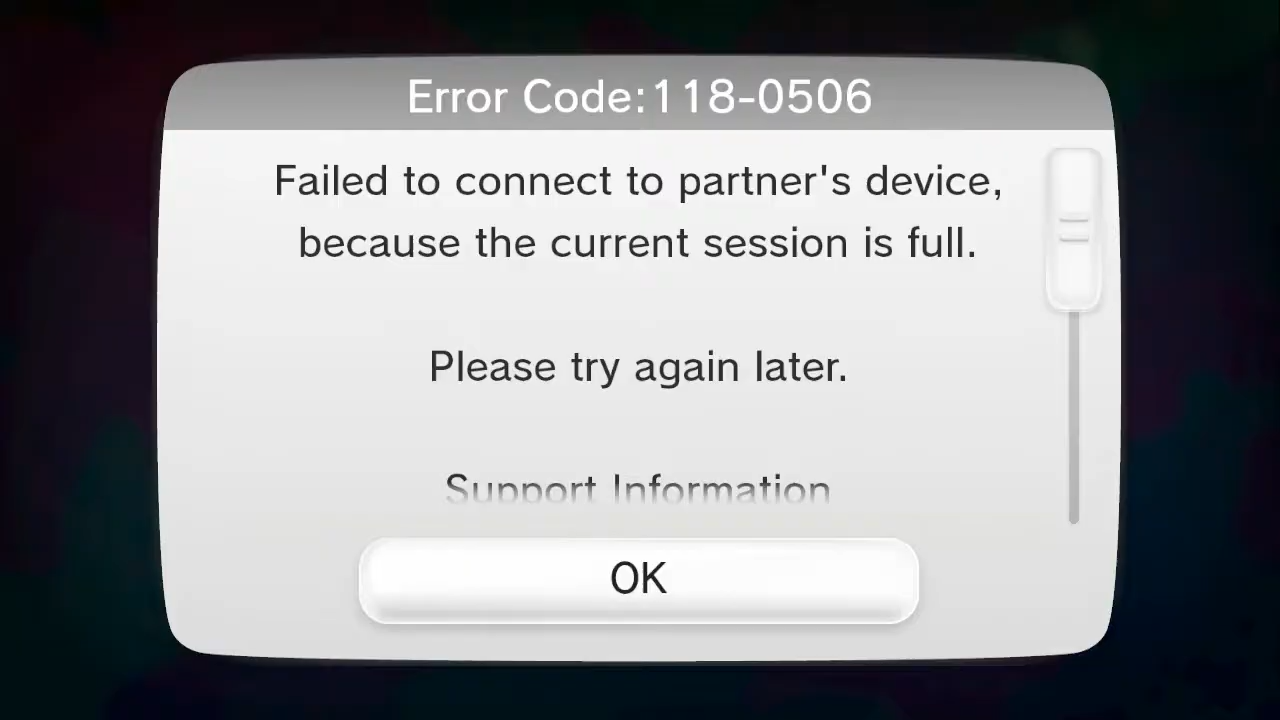 Error Code:118-0506
Failed to connect to partner's device,
because the current session is full.
Please try again later.
Support Information
OK